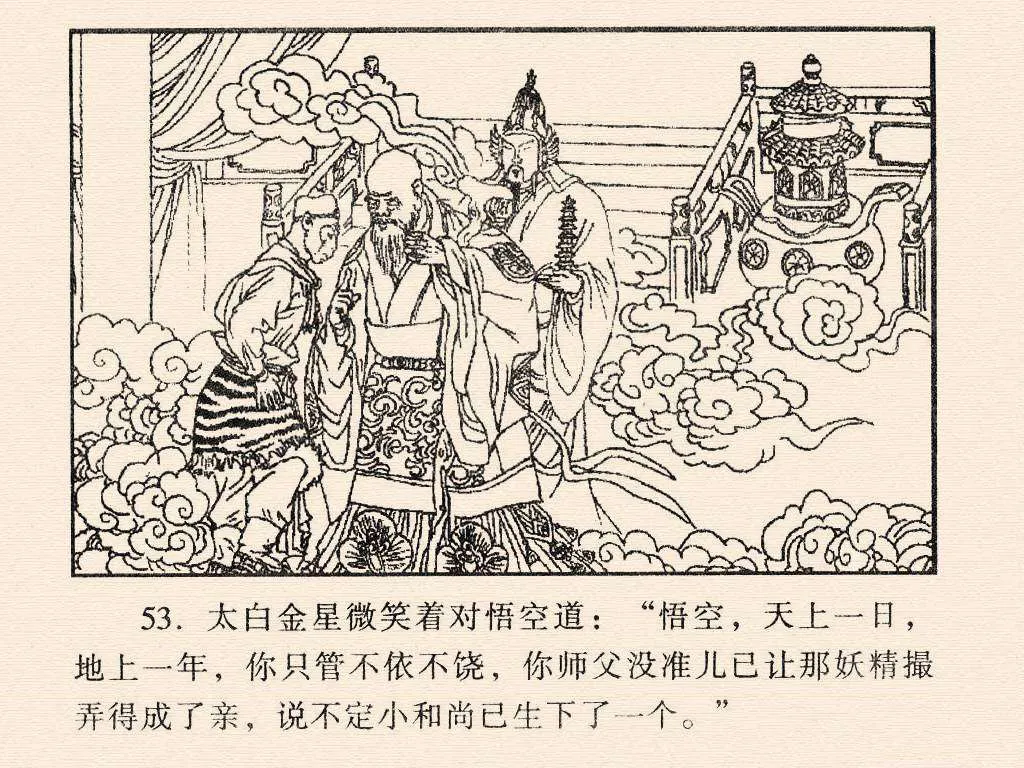 53. 太白金星微笑着对悟空道：“悟空，天上一日，
地上一年，你只管不依不饶，你师父没准儿已让那妖精撮
弄得成了亲，说不定小和尚已生下了一个。”